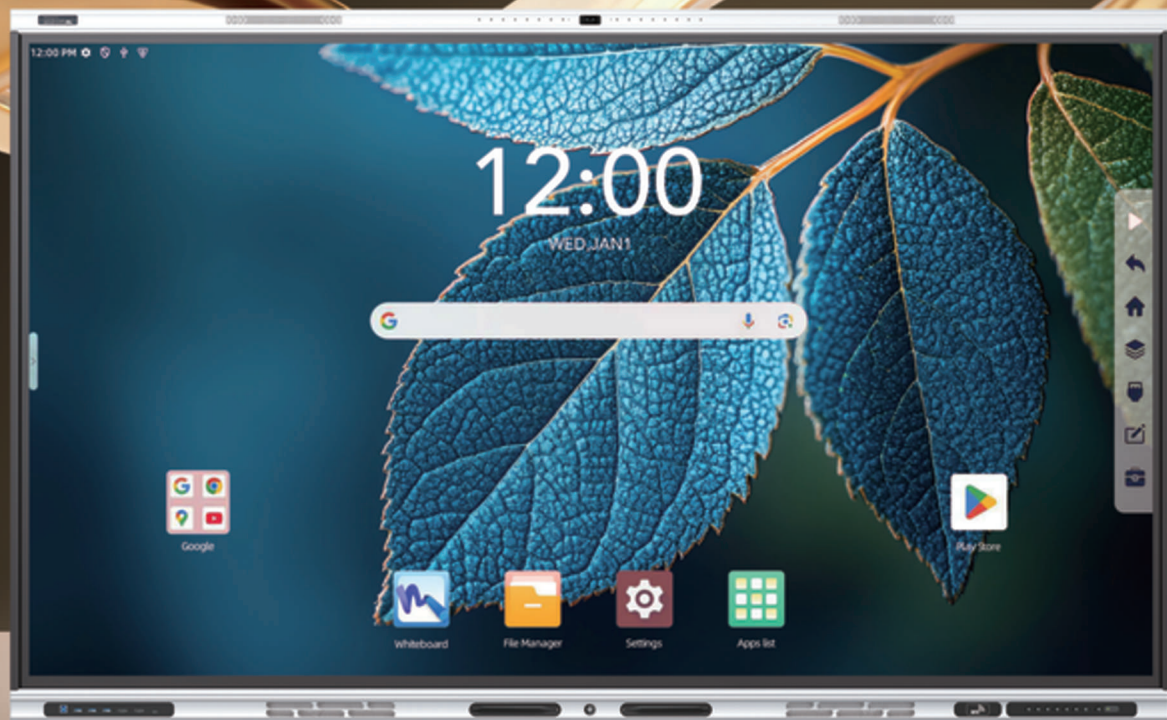 12:00 PM
12:00
WED,JAN1
Google
Play Store
Whiteboard
File Manager
Settings
Apps list